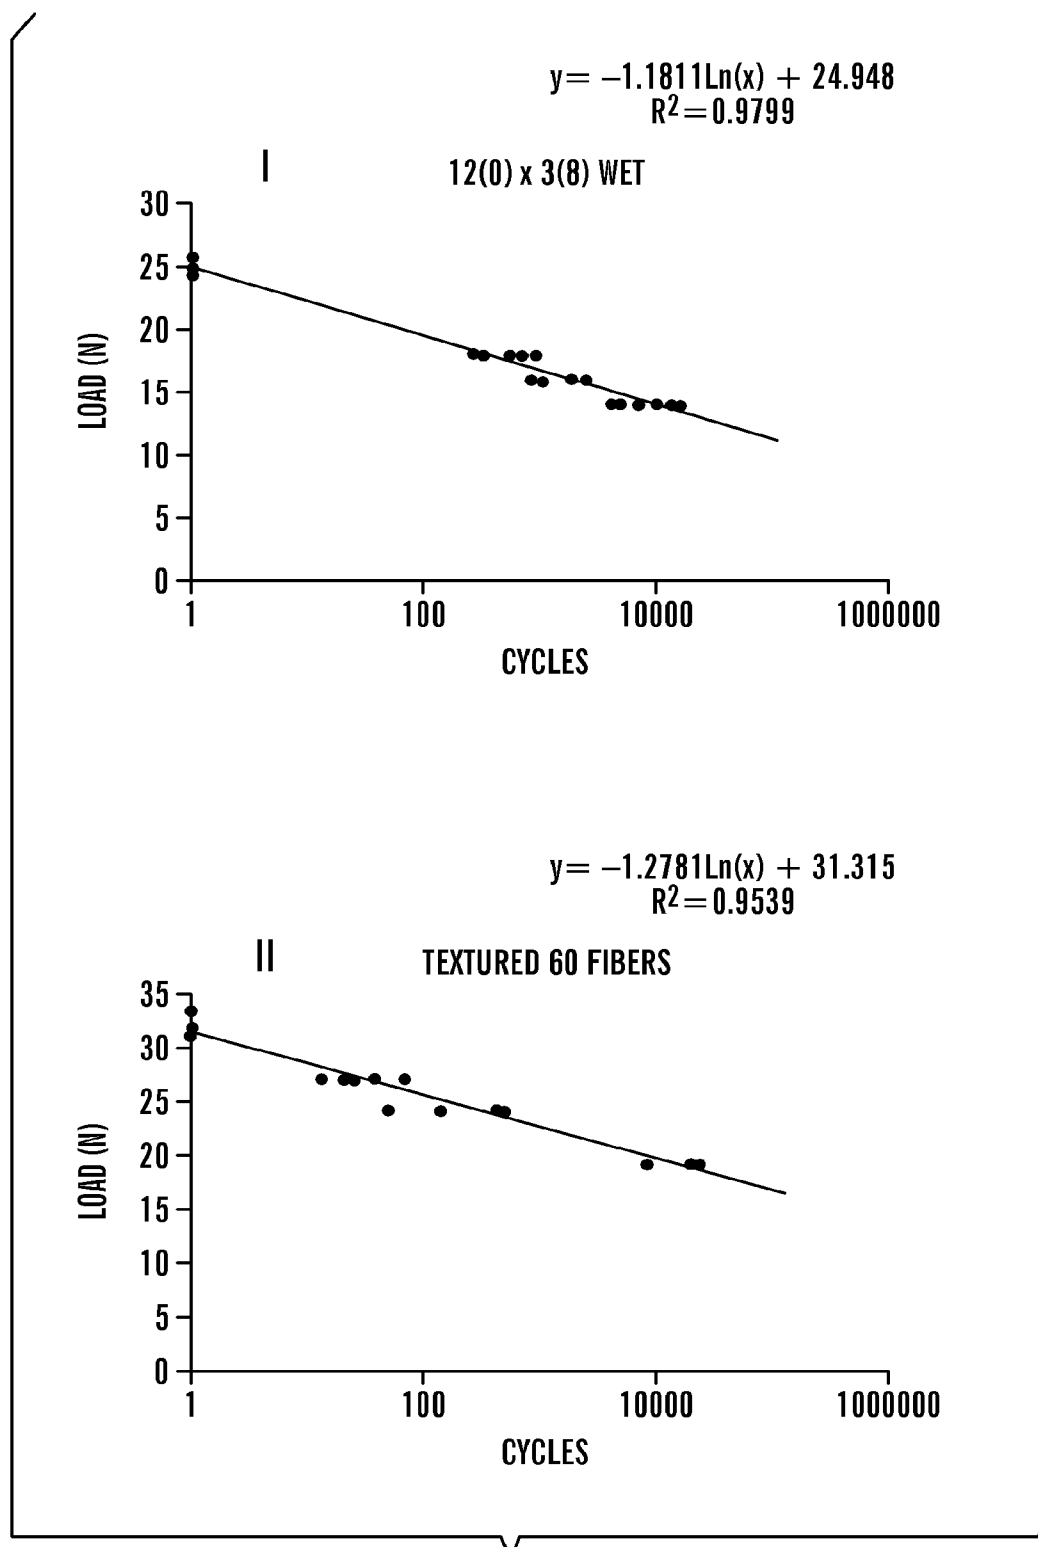 y= –1.1811Ln(x) + 24.948
R²=0.9799
I
12(0) x 3(8) WET
30
25
20
15
10
5
0
LOAD (N)
1 100 10000 1000000
CYCLES
y= –1.2781Ln(x) + 31.315
R²=0.9539
II
TEXTURED 60 FIBERS
35
30
25
20
15
10
5
0
LOAD (N)
1 100 10000 1000000
CYCLES